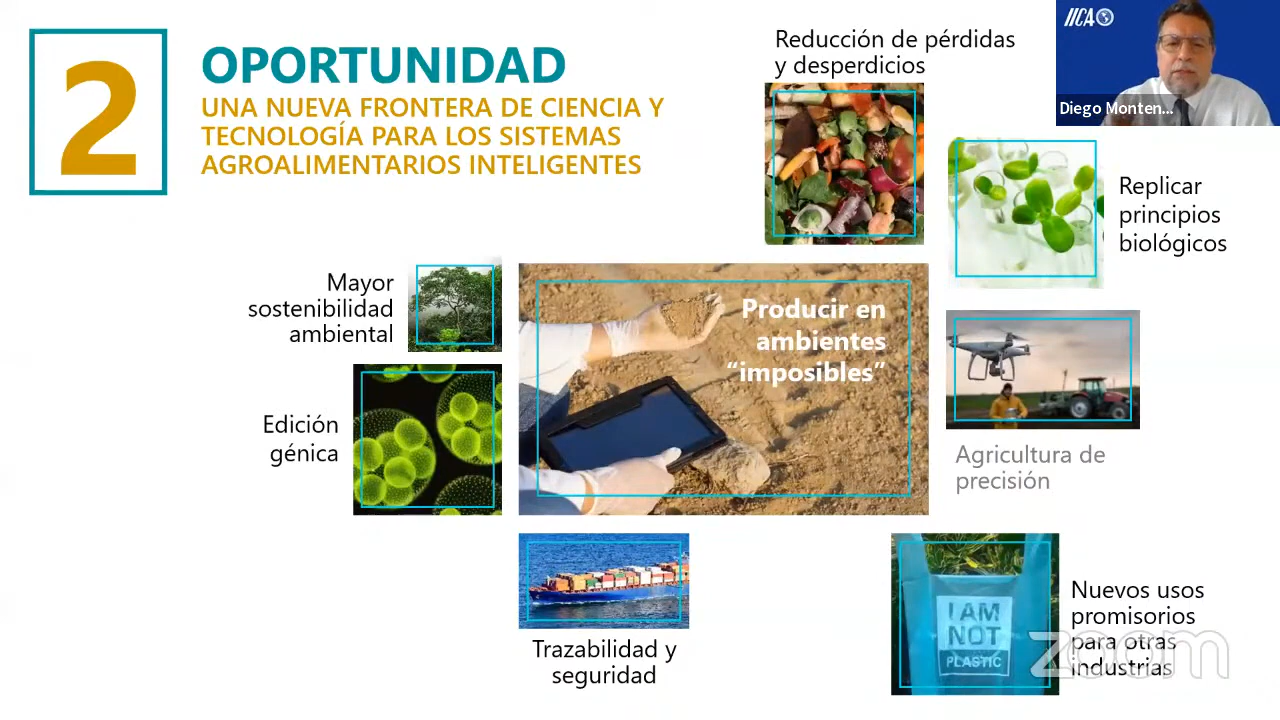 2
OPORTUNIDAD
UNA NUEVA FRONTERA DE CIENCIA Y
TECNOLOGÍA PARA LOS SISTEMAS
AGROALIMENTARIOS INTELIGENTES
Reducción de pérdidas
y desperdicios
IICA
Diego Monten...
Replicar
principios
biológicos
Mayor
sostenibilidad
ambiental
Producir en
ambientes
“imposibles”
Edición
génica
Agricultura de
precisión
Trazabilidad y
seguridad
I AM
NOT
PLASTIC
Nuevos usos
promisorios
para otras
industrias
zoom